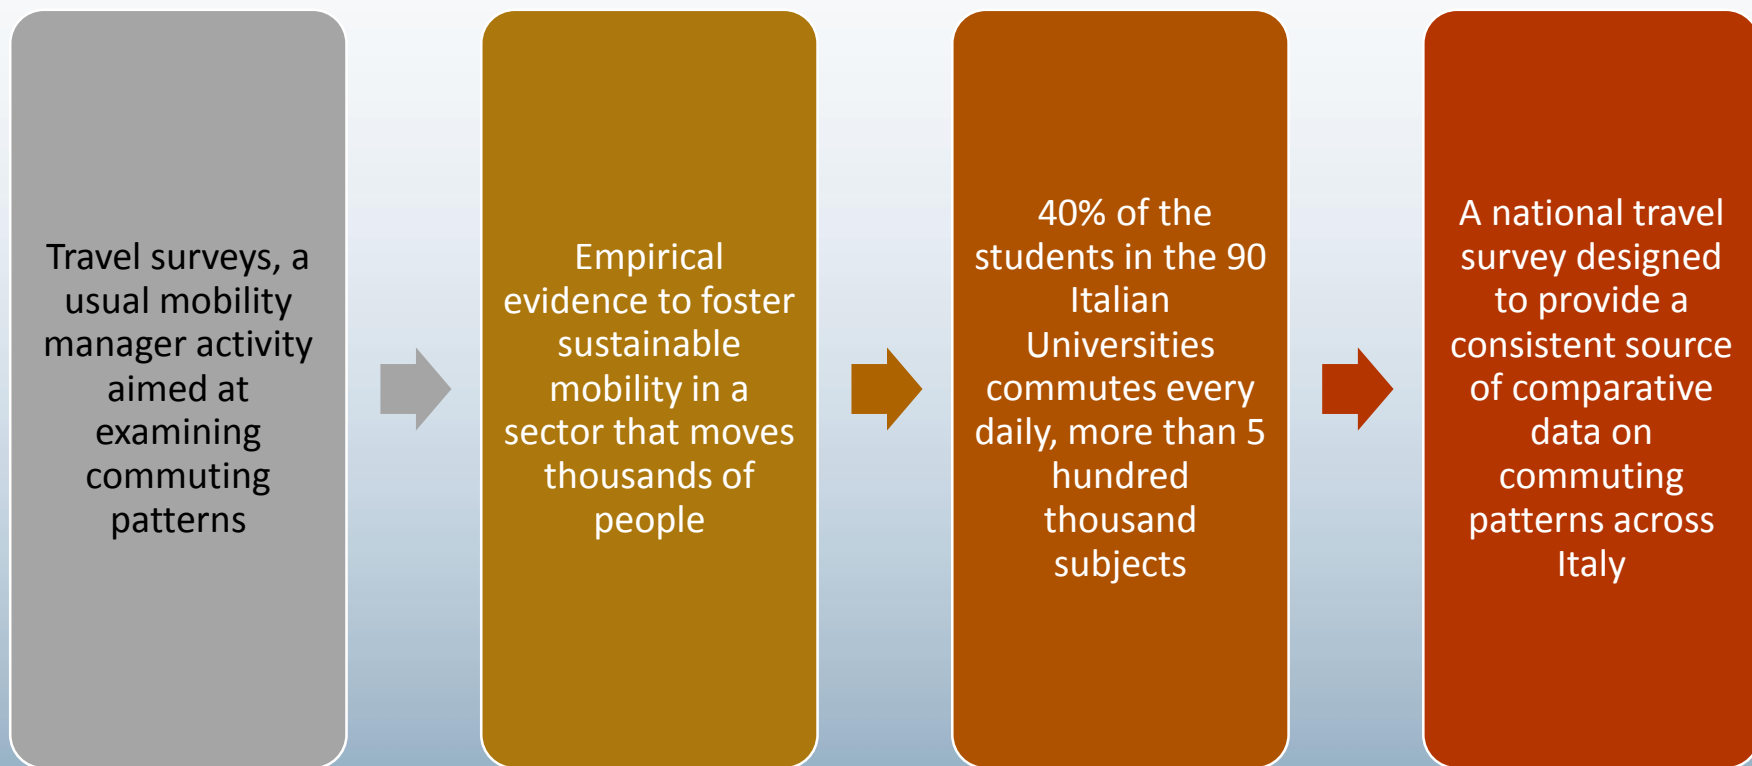 Travel surveys, a
usual mobility
manager activity
aimed at
examining
commuting
patterns
Empirical
evidence to foster
sustainable
mobility in a
sector that moves
thousands of
people
40% of the
students in the 90
Italian
Universities
commutes every
daily, more than 5
hundred
thousand
subjects
A national travel
survey designed
to provide a
consistent source
of comparative
data on
commuting
patterns across
Italy